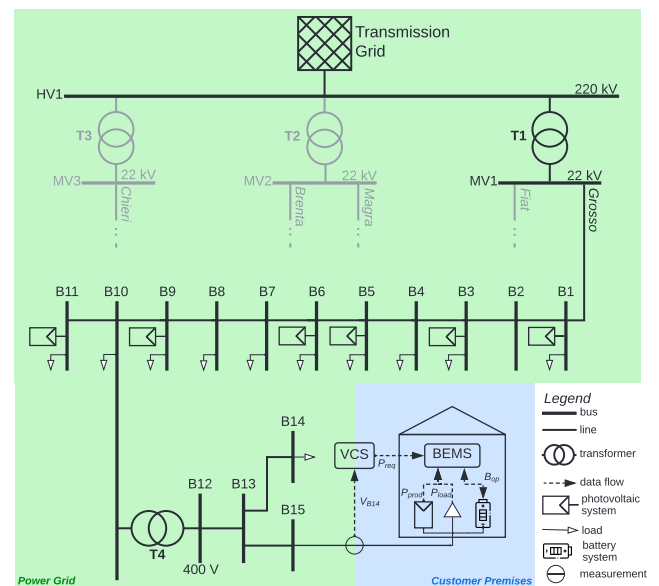 Transmission
Grid
HV1
220 kV
T3
T2
T1
MV3
22 kV
MV2
22 kV
MV1
22 kV
Chieri
Brenta
Magra
Fiat
Grosso
B11
B10
B9
B8
B7
B6
B5
B4
B3
B2
B1
B14
B12
B13
B15
T4
400 V
VCS
BEMS
Preq
Bop
Pprod
Pload
VB14
Power Grid
Customer Premises
Legend
bus
line
transformer
data flow
photovoltaic
system
load
battery
system
measurement